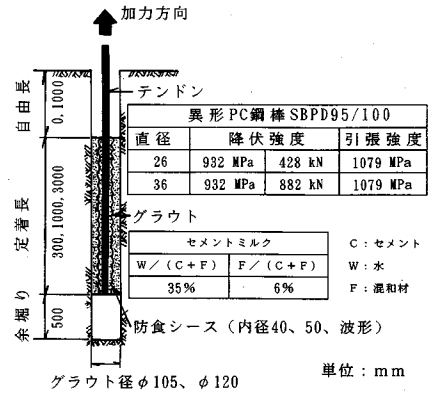 加力方向
テンドン
自由長
0,1000
異形PC鋼棒SBPD95/100
直径 降伏強度 引張強度
26 932 MPa 428 kN 1079 MPa
36 932 MPa 882 kN 1079 MPa
定着長
300,1000,3000
グラウト
セメントミルク
W/(C+F) F/(C+F)
35% 6%
C:セメント
W:水
F:混和材
余堀り
500
防食シース(内径40、50、波形)
単位:mm
グラウト径φ105、φ120